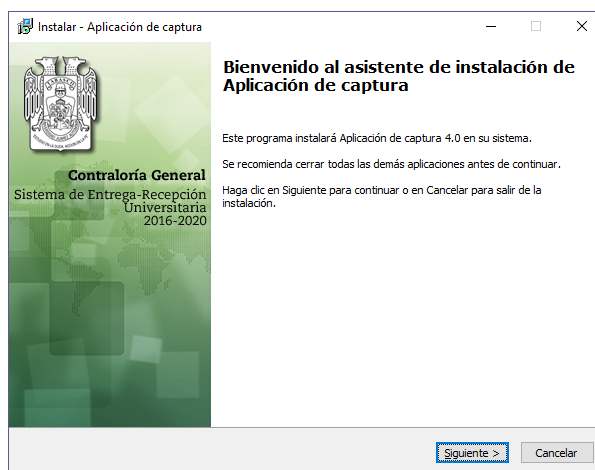 Instalar - Aplicación de captura
TABASCO
Contraloría General
Sistema de Entrega-Recepción
Universitaria
2016-2020
Bienvenido al asistente de instalación de
Aplicación de captura
Este programa instalará Aplicación de captura 4.0 en su sistema.
Se recomienda cerrar todas las demás aplicaciones antes de continuar.
Haga clic en Siguiente para continuar o en Cancelar para salir de la
instalación.
Siguiente >
Cancelar